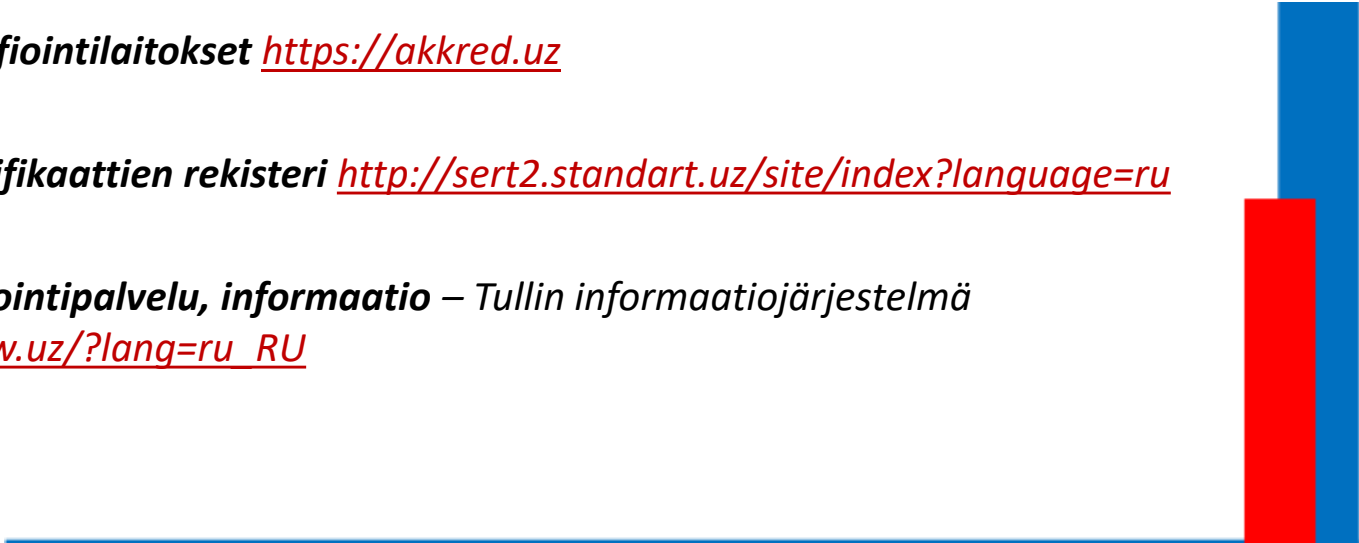 fiointilaitokset https://akkred.uz
ifikaattien rekisteri http://sert2.standart.uz/site/index?language=ru
ointipalvelu, informaatio – Tullin informaatiojärjestelmä
w.uz/?lang=ru_RU